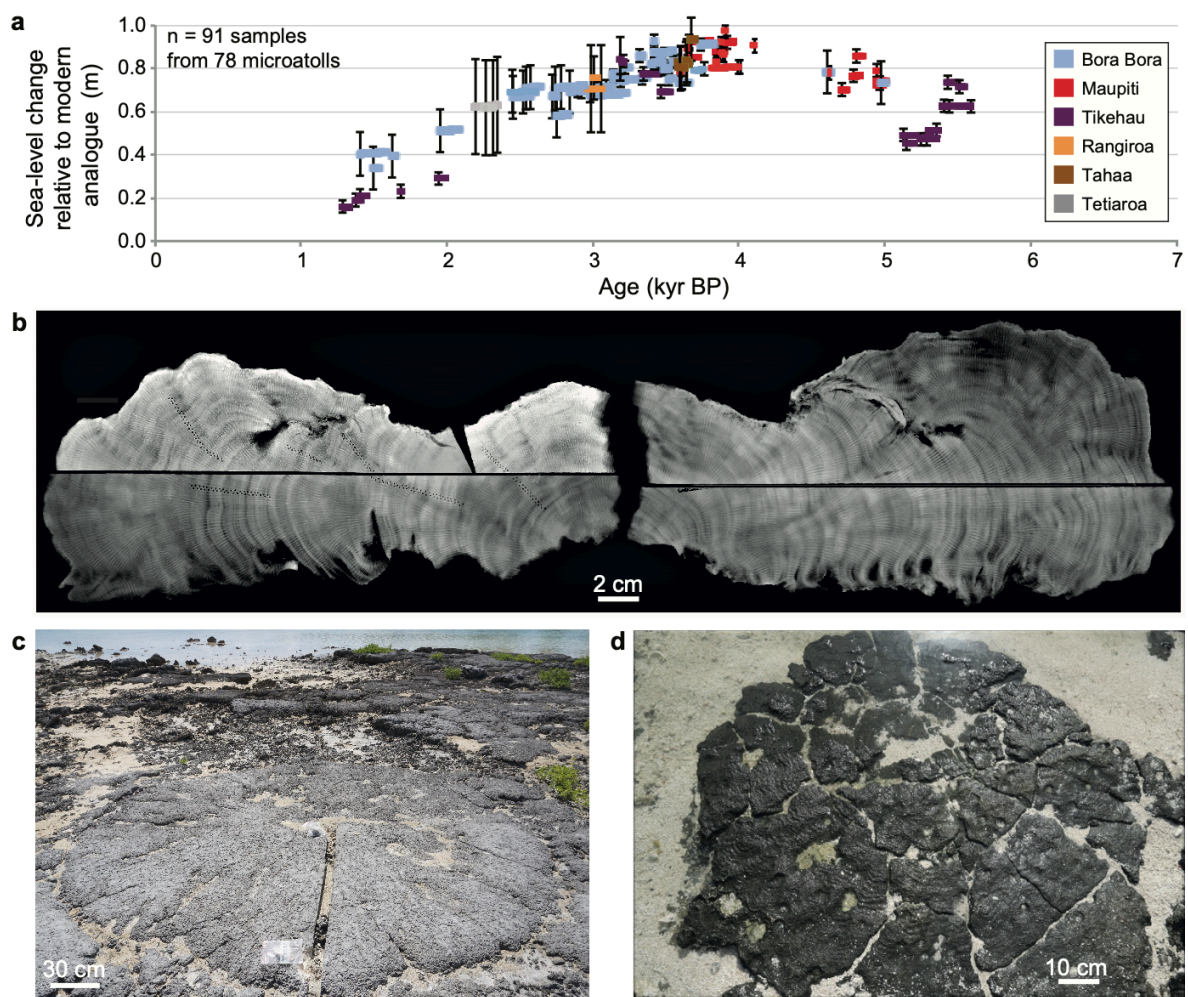 a
n = 91 samples
from 78 microatolls
Sea-level change
relative to modern
analogue (m)
1.0
0.8
0.6
0.4
0.2
0.0
0
1
2
3
4
5
6
7
Age (kyr BP)
Bora Bora
Maupiti
Tikehau
Rangiroa
Tahaa
Tetiaroa
b
2 cm
c
30 cm
d
10 cm